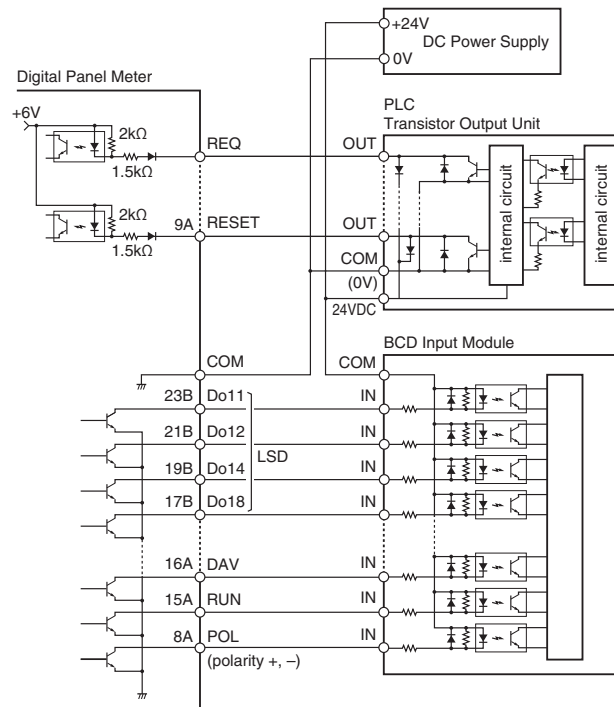 +24V
DC Power Supply
0V
Digital Panel Meter
+6V
2kΩ
1.5kΩ
REQ
PLC
Transistor Output Unit
OUT
internal circuit
internal circuit
2kΩ
1.5kΩ
9A RESET
OUT
COM
(0V)
24VDC
BCD Input Module
COM
COM
23B Do11
IN
21B Do12
IN
LSD
19B Do14
IN
17B Do18
IN
16A DAV
IN
15A RUN
IN
8A POL
IN
(polarity +, –)